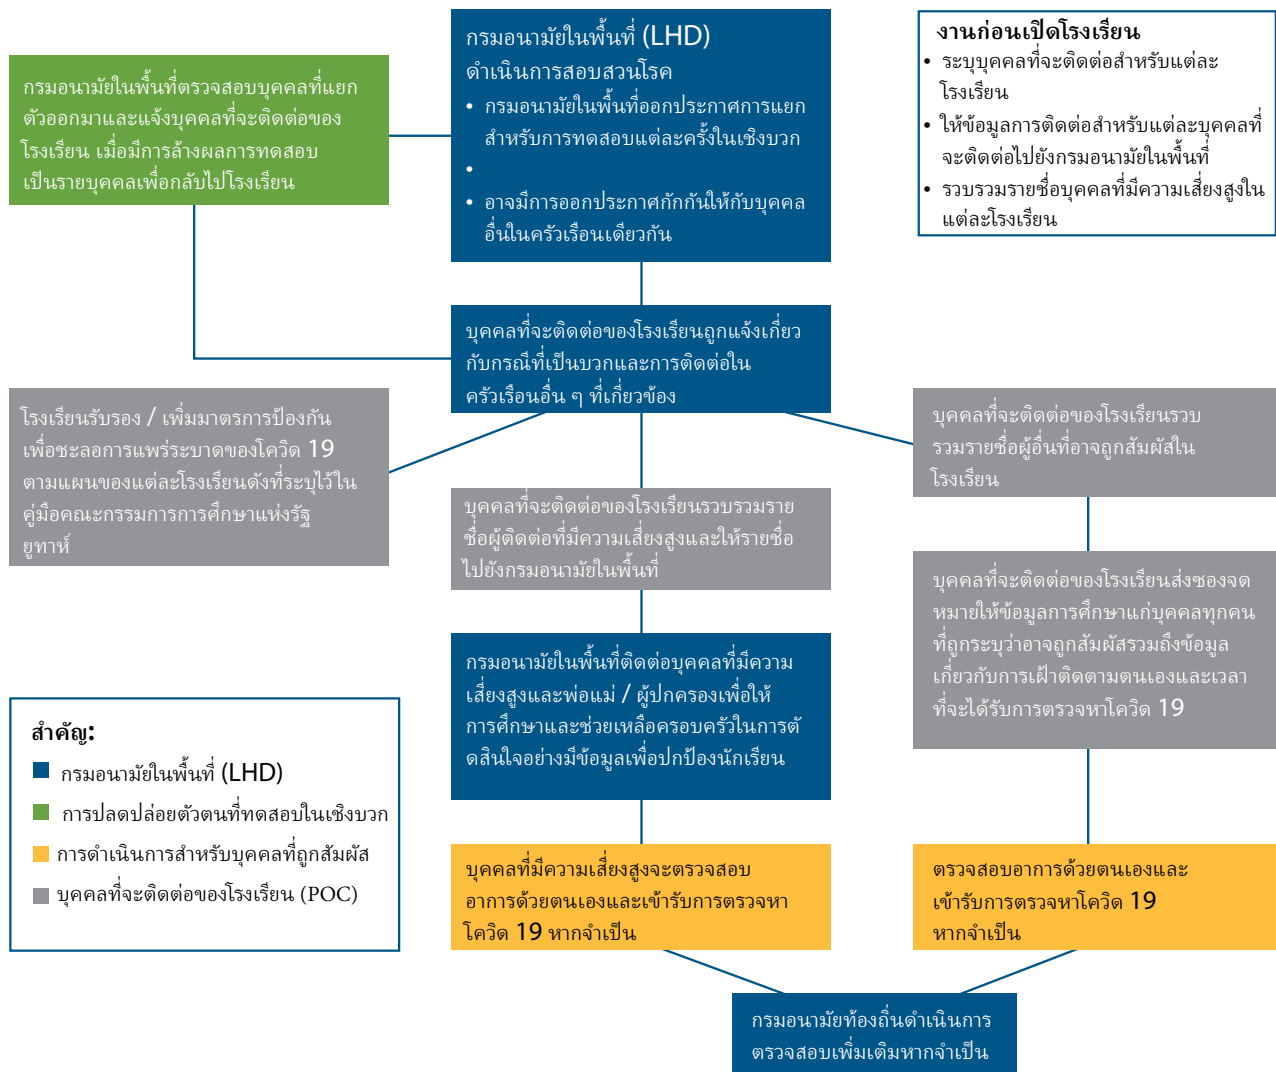 กรมอนามัยในพื้นที่ตรวจสอบบุคคลที่แยก
ตัวออกมาและแจ้งบุคคลที่จะติดต่อของ
โรงเรียน เมื่อมีการล้างผลการทดสอบ
เป็นรายบุคคลเพื่อกลับไปโรงเรียน
กรมอนามัยในพื้นที่ (LHD)
ดำเนินการสอบสวนโรค
• กรมอนามัยในพื้นที่ออกประกาศการแยก
สำหรับการทดสอบแต่ละครั้งในเชิงบวก
•
• อาจมีการออกประกาศกักกันให้กับบุคคล
อื่นในครัวเรือนเดียวกัน
งานก่อนเปิดโรงเรียน
• ระบุบุคคลที่จะติดต่อสำหรับแต่ละ
โรงเรียน
• ให้ข้อมูลการติดต่อสำหรับแต่ละบุคคลที่
จะติดต่อไปยังกรมอนามัยในพื้นที่
• รวบรวมรายชื่อบุคคลที่มีความเสี่ยงสูงใน
แต่ละโรงเรียน
บุคคลที่จะติดต่อของโรงเรียนถูกแจ้งเกี่ยว
กับกรณีที่เป็นบวกและการติดต่อใน
ครัวเรือนอื่น ๆ ที่เกี่ยวข้อง
โรงเรียนรับรอง / เพิ่มมาตรการป้องกัน
เพื่อชะลอการแพร่ระบาดของโควิด 19
ตามแผนของแต่ละโรงเรียนดังที่ระบุไว้ใน
คู่มือคณะกรรมการการศึกษาแห่งรัฐ
ยูทาห์
บุคคลที่จะติดต่อของโรงเรียนรวบรวมราย
ชื่อผู้ติดต่อที่มีความเสี่ยงสูงและให้รายชื่อ
ไปยังกรมอนามัยในพื้นที่
บุคคลที่จะติดต่อของโรงเรียนรวบ
รวมรายชื่อผู้อื่นที่อาจถูกสัมผัสใน
โรงเรียน
บุคคลที่จะติดต่อของโรงเรียนส่งซองจด
หมายให้ข้อมูลการศึกษาแก่บุคคลทุกคน
ที่ถูกระบุว่าอาจถูกสัมผัสรวมถึงข้อมูล
เกี่ยวกับการเฝ้าติดตามตนเองและเวลา
ที่จะได้รับการตรวจหาโควิด 19
กรมอนามัยในพื้นที่ติดต่อบุคคลที่มีความ
เสี่ยงสูงและพ่อแม่ / ผู้ปกครองเพื่อให้
การศึกษาและช่วยเหลือครอบครัวในการตั
ดสินใจอย่างมีข้อมูลเพื่อปกป้องนักเรียน
สำคัญ:
กรมอนามัยในพื้นที่ (LHD)
การปลดปล่อยตัวตนที่ทดสอบในเชิงบวก
การดำเนินการสำหรับบุคคลที่ถูกสัมผัส
บุคคลที่จะติดต่อของโรงเรียน (POC)
บุคคลที่มีความเสี่ยงสูงจะตรวจสอบ
อาการด้วยตนเองและเข้ารับการตรวจหา
โควิด 19 หากจำเป็น
ตรวจสอบอาการด้วยตนเองและ
เข้ารับการตรวจหาโควิด 19
หากจำเป็น
กรมอนามัยท้องถิ่นดำเนินการ
ตรวจสอบเพิ่มเติมหากจำเป็น